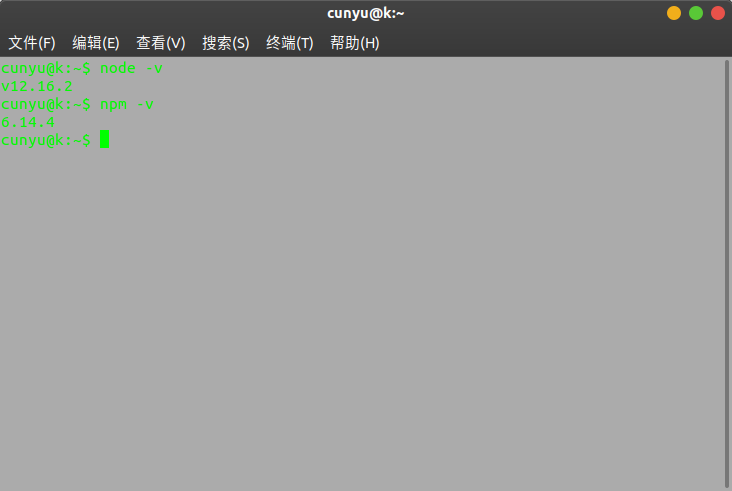 cunyu@k:~
文件(F) 编辑(E) 查看(V) 搜索(S) 终端(T) 帮助(H)
cunyu@k:~$ node -v
v12.16.2
cunyu@k:~$ npm -v
6.14.4
cunyu@k:~$